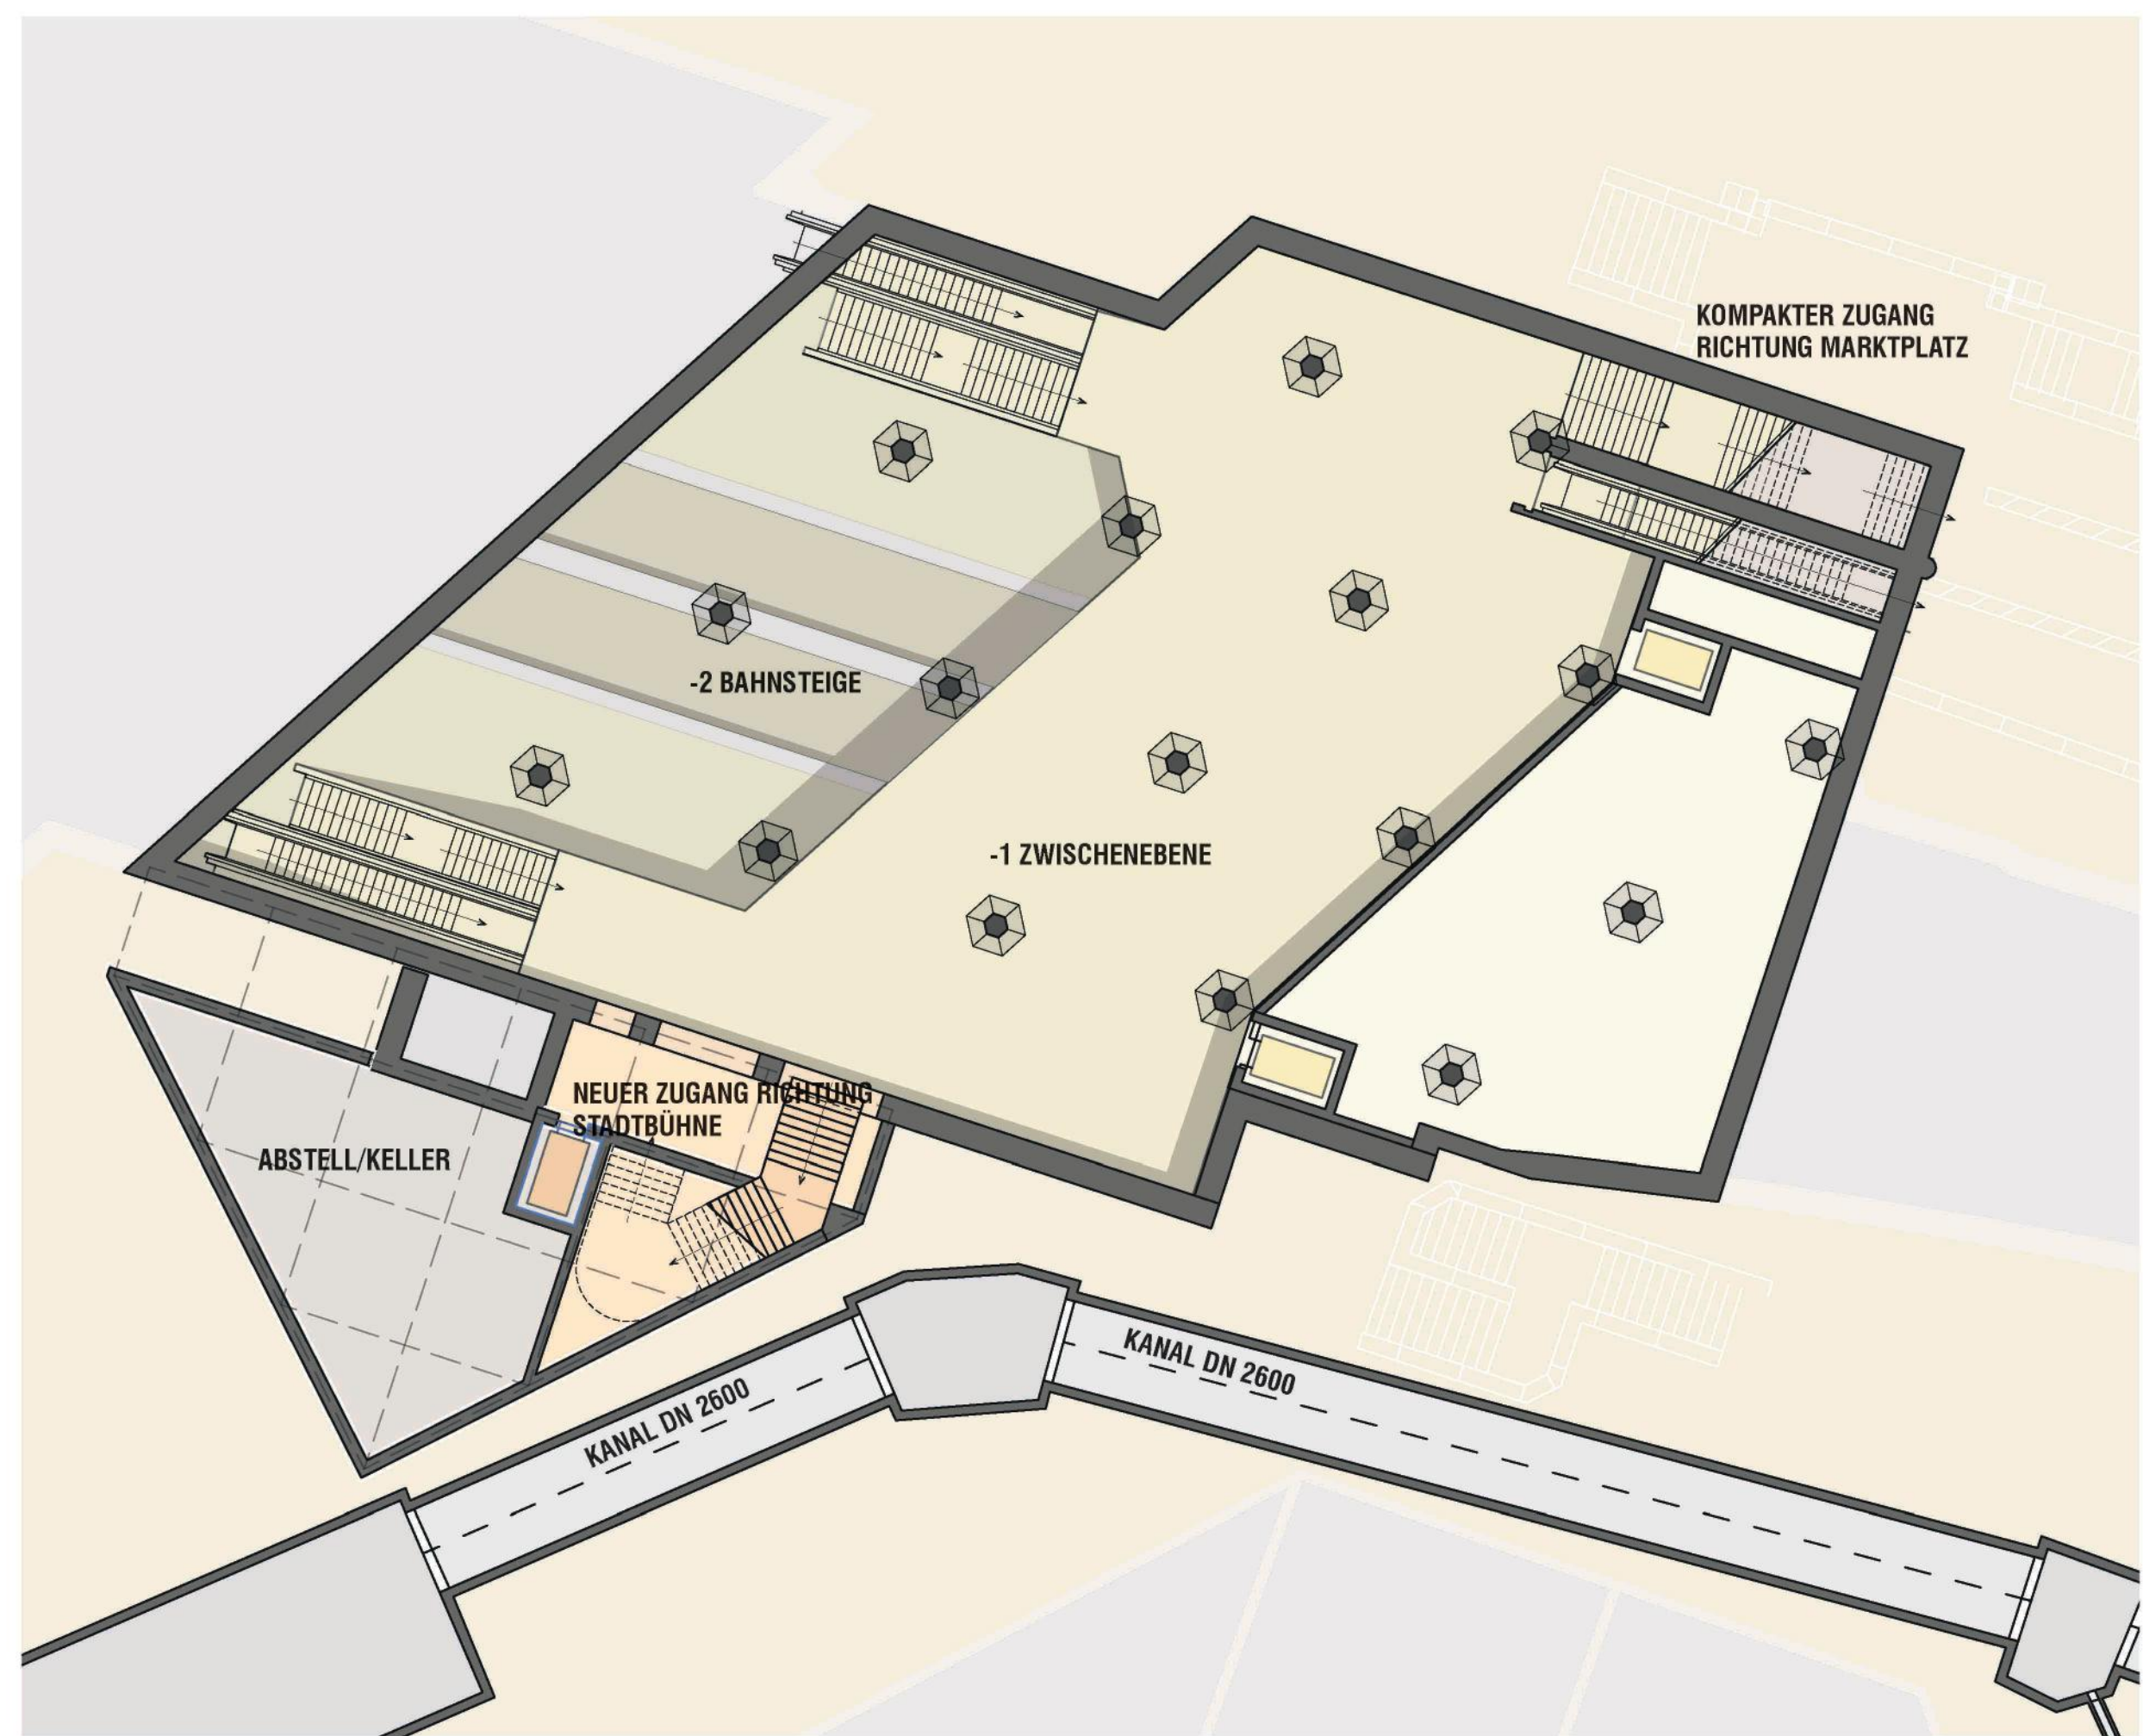 KOMPAKTER ZUGANG
RICHTUNG MARKTPLATZ
-2 BAHNSTEIGE
-1 ZWISCHENEBENE
NEUER ZUGANG RICHTUNG
STADTBÜHNE
ABSTELL/KELLER
KANAL DN 2600
KANAL DN 2600